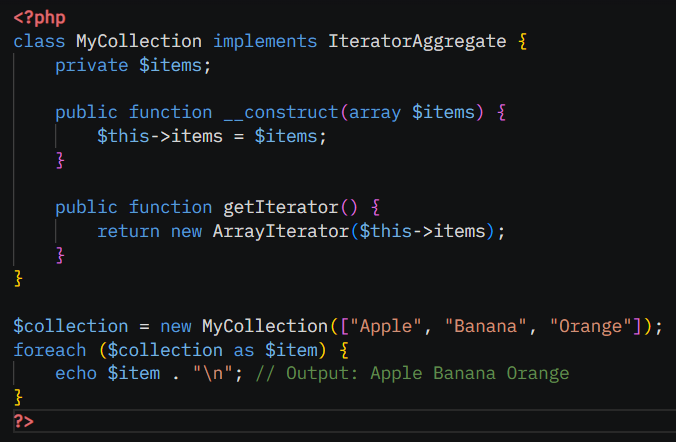 <?php
class MyCollection implements IteratorAggregate {
    private $items;

    public function __construct(array $items) {
        $this->items = $items;
    }

    public function getIterator() {
        return new ArrayIterator($this->items);
    }
}

$collection = new MyCollection(["Apple", "Banana", "Orange"]);
foreach ($collection as $item) {
    echo $item . "\n"; // Output: Apple Banana Orange
}
?>